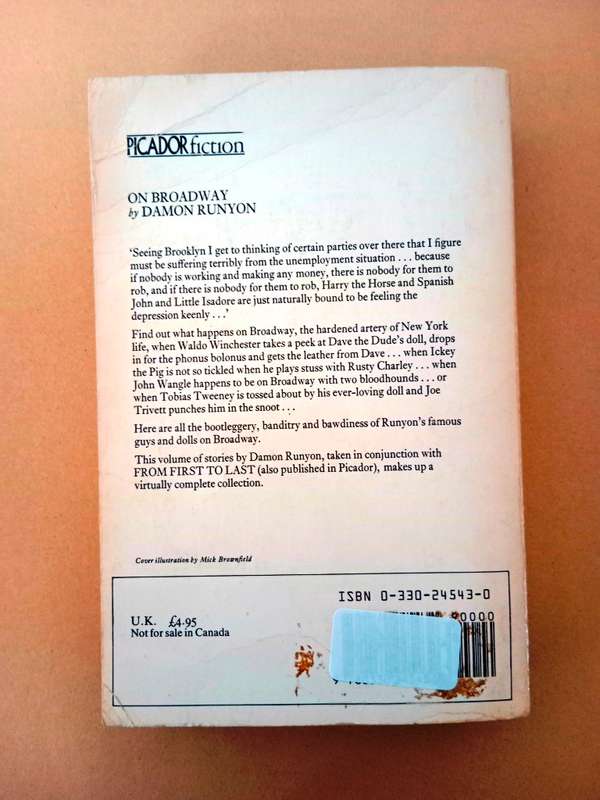 PICADOR fiction
ON BROADWAY
by DAMON RUNYON
'Seeing Brooklyn I get to thinking of certain parties over there that I figure
must be suffering terribly from the unemployment situation . . . because
if nobody is working and making any money, there is nobody for them to
rob, and if there is nobody for them to rob, Harry the Horse and Spanish
John and Little Isadore are just naturally bound to be feeling the
depression keenly . . .'
Find out what happens on Broadway, the hardened artery of New York
life, when Waldo Winchester takes a peek at Dave the Dude's doll, drops
in for the phonus bolonus and gets the leather from Dave . . . when Ickey
the Pig is not so tickled when he plays stuss with Rusty Charley . . . when
John Wangle happens to be on Broadway with two bloodhounds . . . or
when Tobias Tweeney is tossed about by his ever-loving doll and Joe
Trivett punches him in the snoot . . .
Here are all the bootleggery, banditry and bawdiness of Runyon's famous
guys and dolls on Broadway.
This volume of stories by Damon Runyon, taken in conjunction with
FROM FIRST TO LAST (also published in Picador), makes up a
virtually complete collection.
Cover illustration by Mick Brownfield
ISBN 0-330-24543-0
U.K. £4.95
Not for sale in Canada
0000